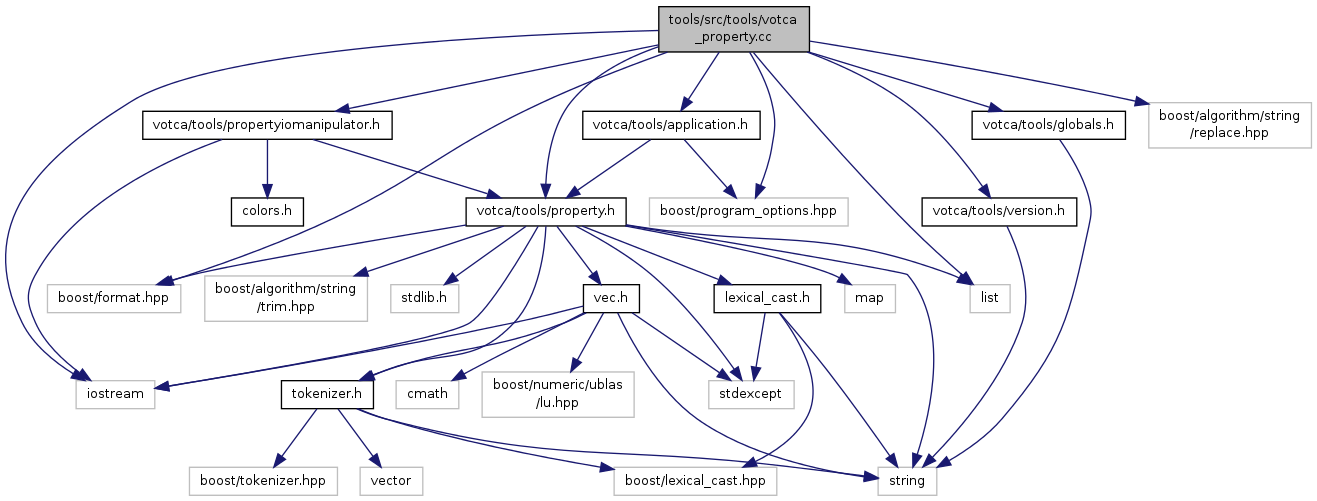 tools/src/tools/votca
_property.cc
votca/tools/propertyiomanipulator.h
votca/tools/application.h
votca/tools/globals.h
boost/algorithm/string
/replace.hpp
colors.h
votca/tools/property.h
boost/program_options.hpp
votca/tools/version.h
boost/format.hpp
boost/algorithm/string
/trim.hpp
stdlib.h
vec.h
lexical_cast.h
map
list
iostream
tokenizer.h
cmath
boost/numeric/ublas
/lu.hpp
stdexcept
boost/tokenizer.hpp
vector
boost/lexical_cast.hpp
string